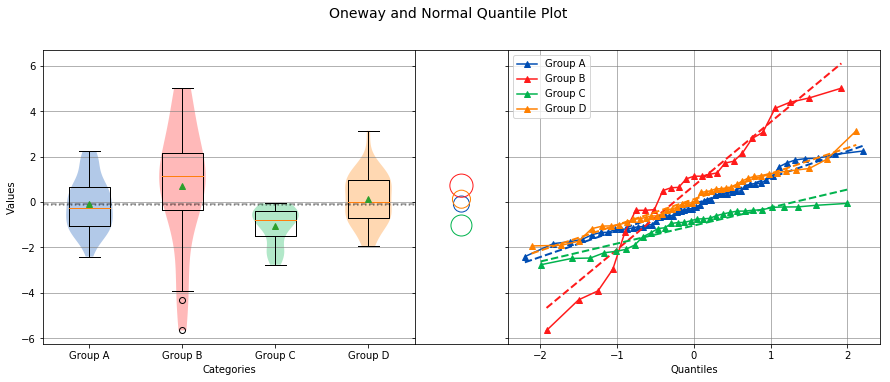 Oneway and Normal Quantile Plot
Values
6
4
2
0
−2
−4
−6
Group A
Group B
Group C
Group D
Categories
Group A
Group B
Group C
Group D
−2
−1
0
1
2
Quantiles